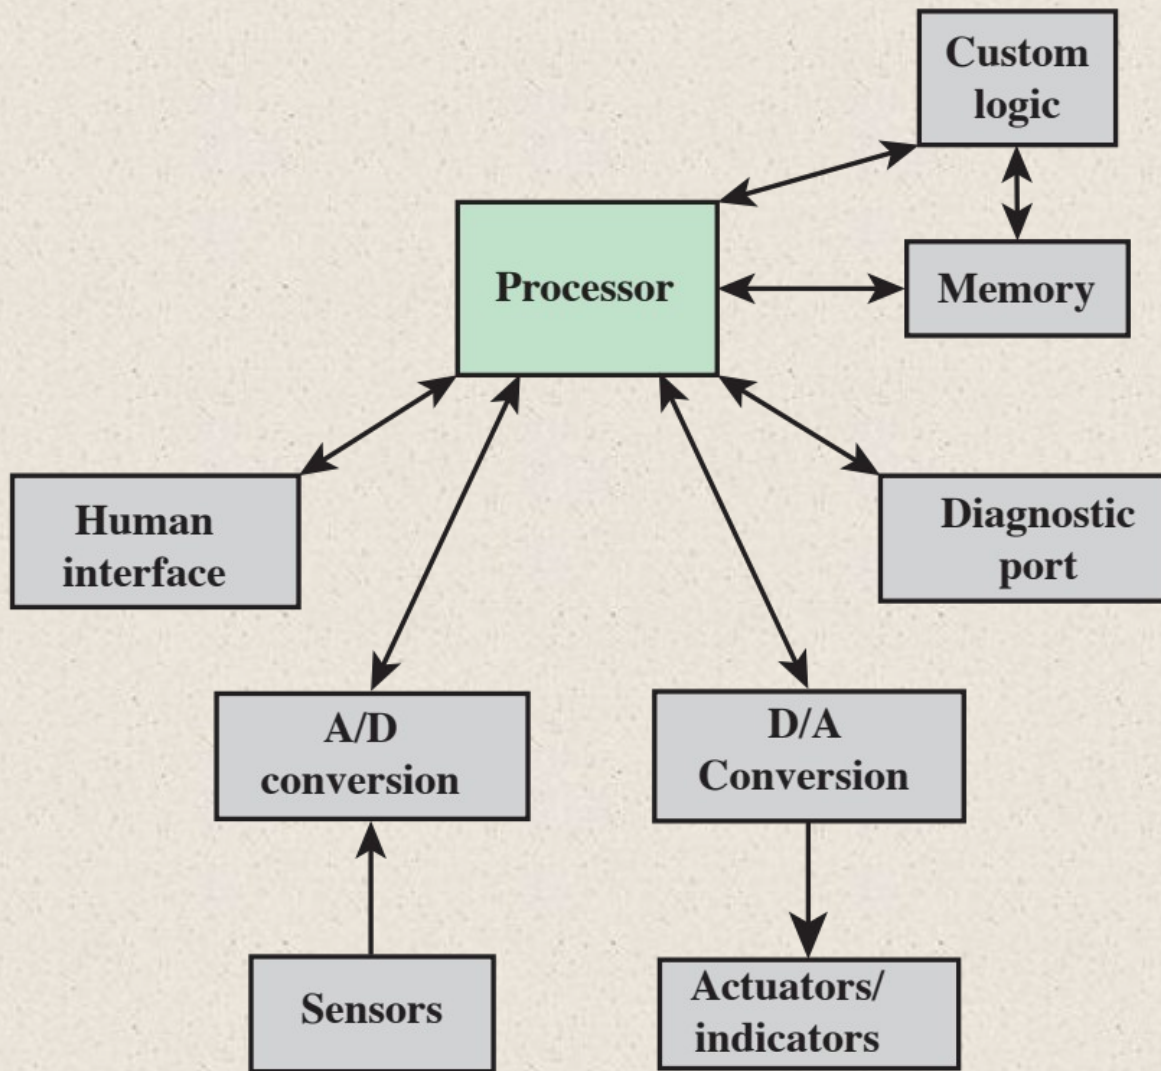 Custom
logic
Processor
Memory
Human
interface
Diagnostic
port
A/D
conversion
D/A
Conversion
Sensors
Actuators/
indicators